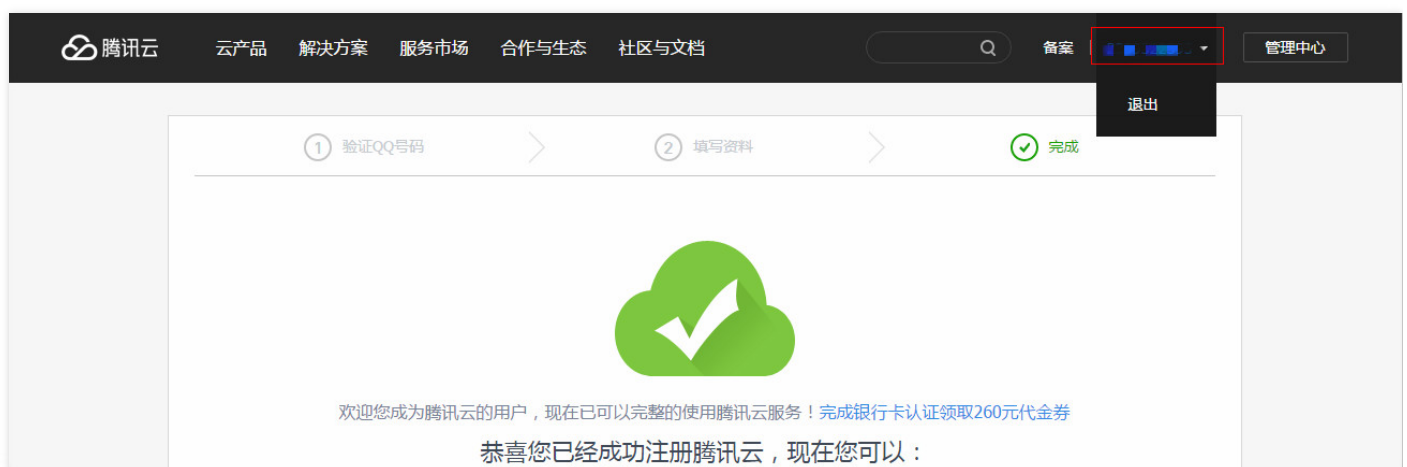 腾讯云 云产品 解决方案 服务市场 合作与生态 社区与文档 备案 管理中心
退出
1 验证QQ号码 2 填写资料 完成
欢迎您成为腾讯云的用户，现在已可以完整的使用腾讯云服务！完成银行卡认证领取260元代金券
恭喜您已经成功注册腾讯云，现在您可以：